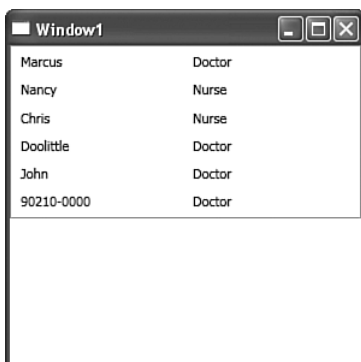 Window1
Marcus Doctor
Nancy Nurse
Chris Nurse
Doolittle Doctor
John Doctor
90210-0000 Doctor